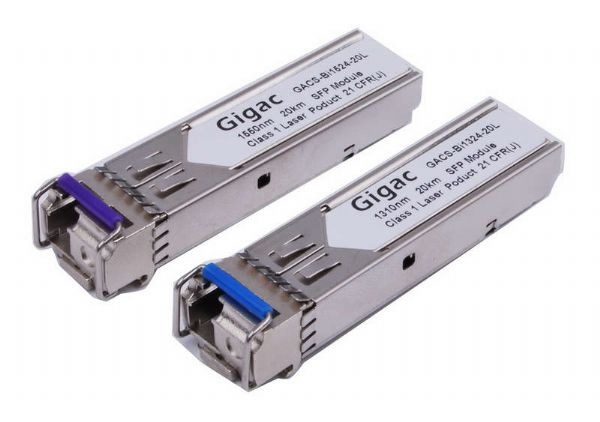 Gigac GACS-Bi1524-20L
1550nm 20km SFP Module
Class 1 Laser Poduct 21 CFR(J)
Gigac GACS-Bi1324-20L
1310nm 20km SFP Module
Class 1 Laser Poduct 21 CFR(J)